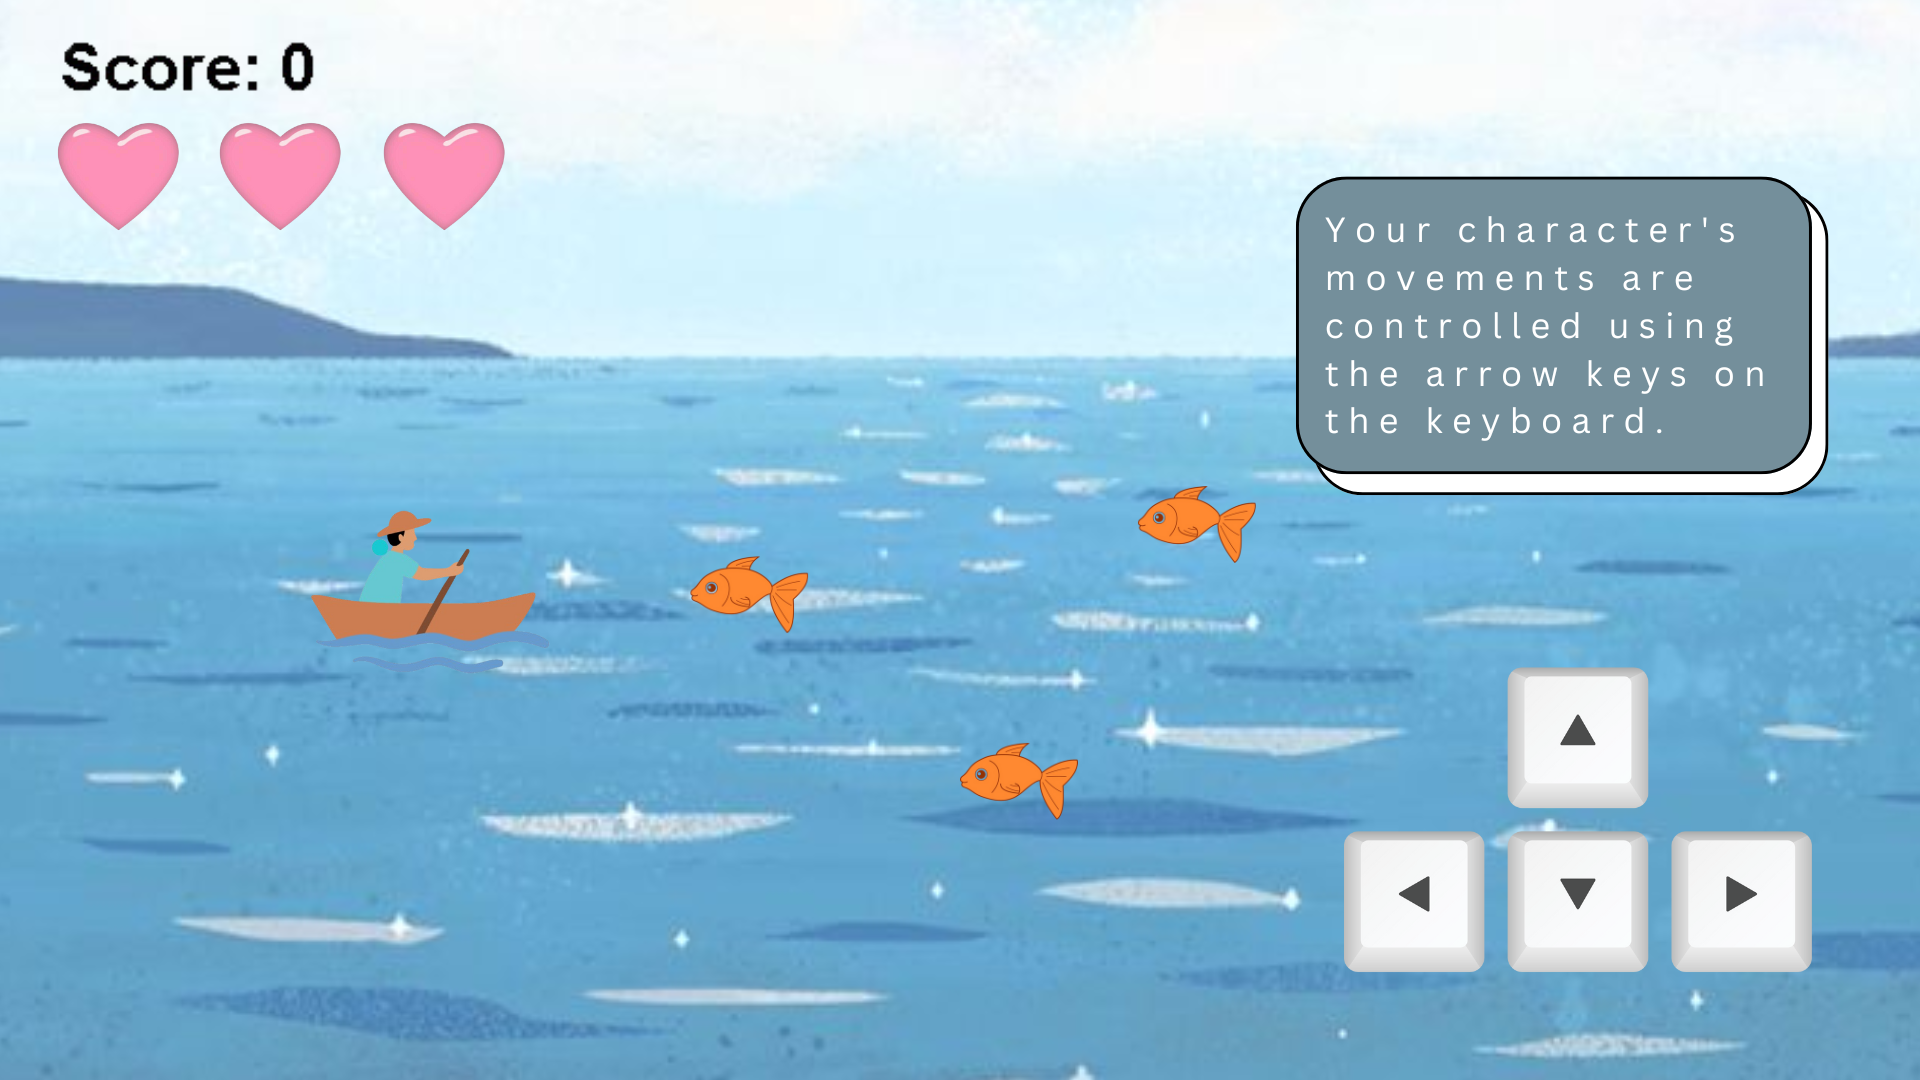 Score: 0
Your character's
movements are
controlled using
the arrow keys on
the keyboard.